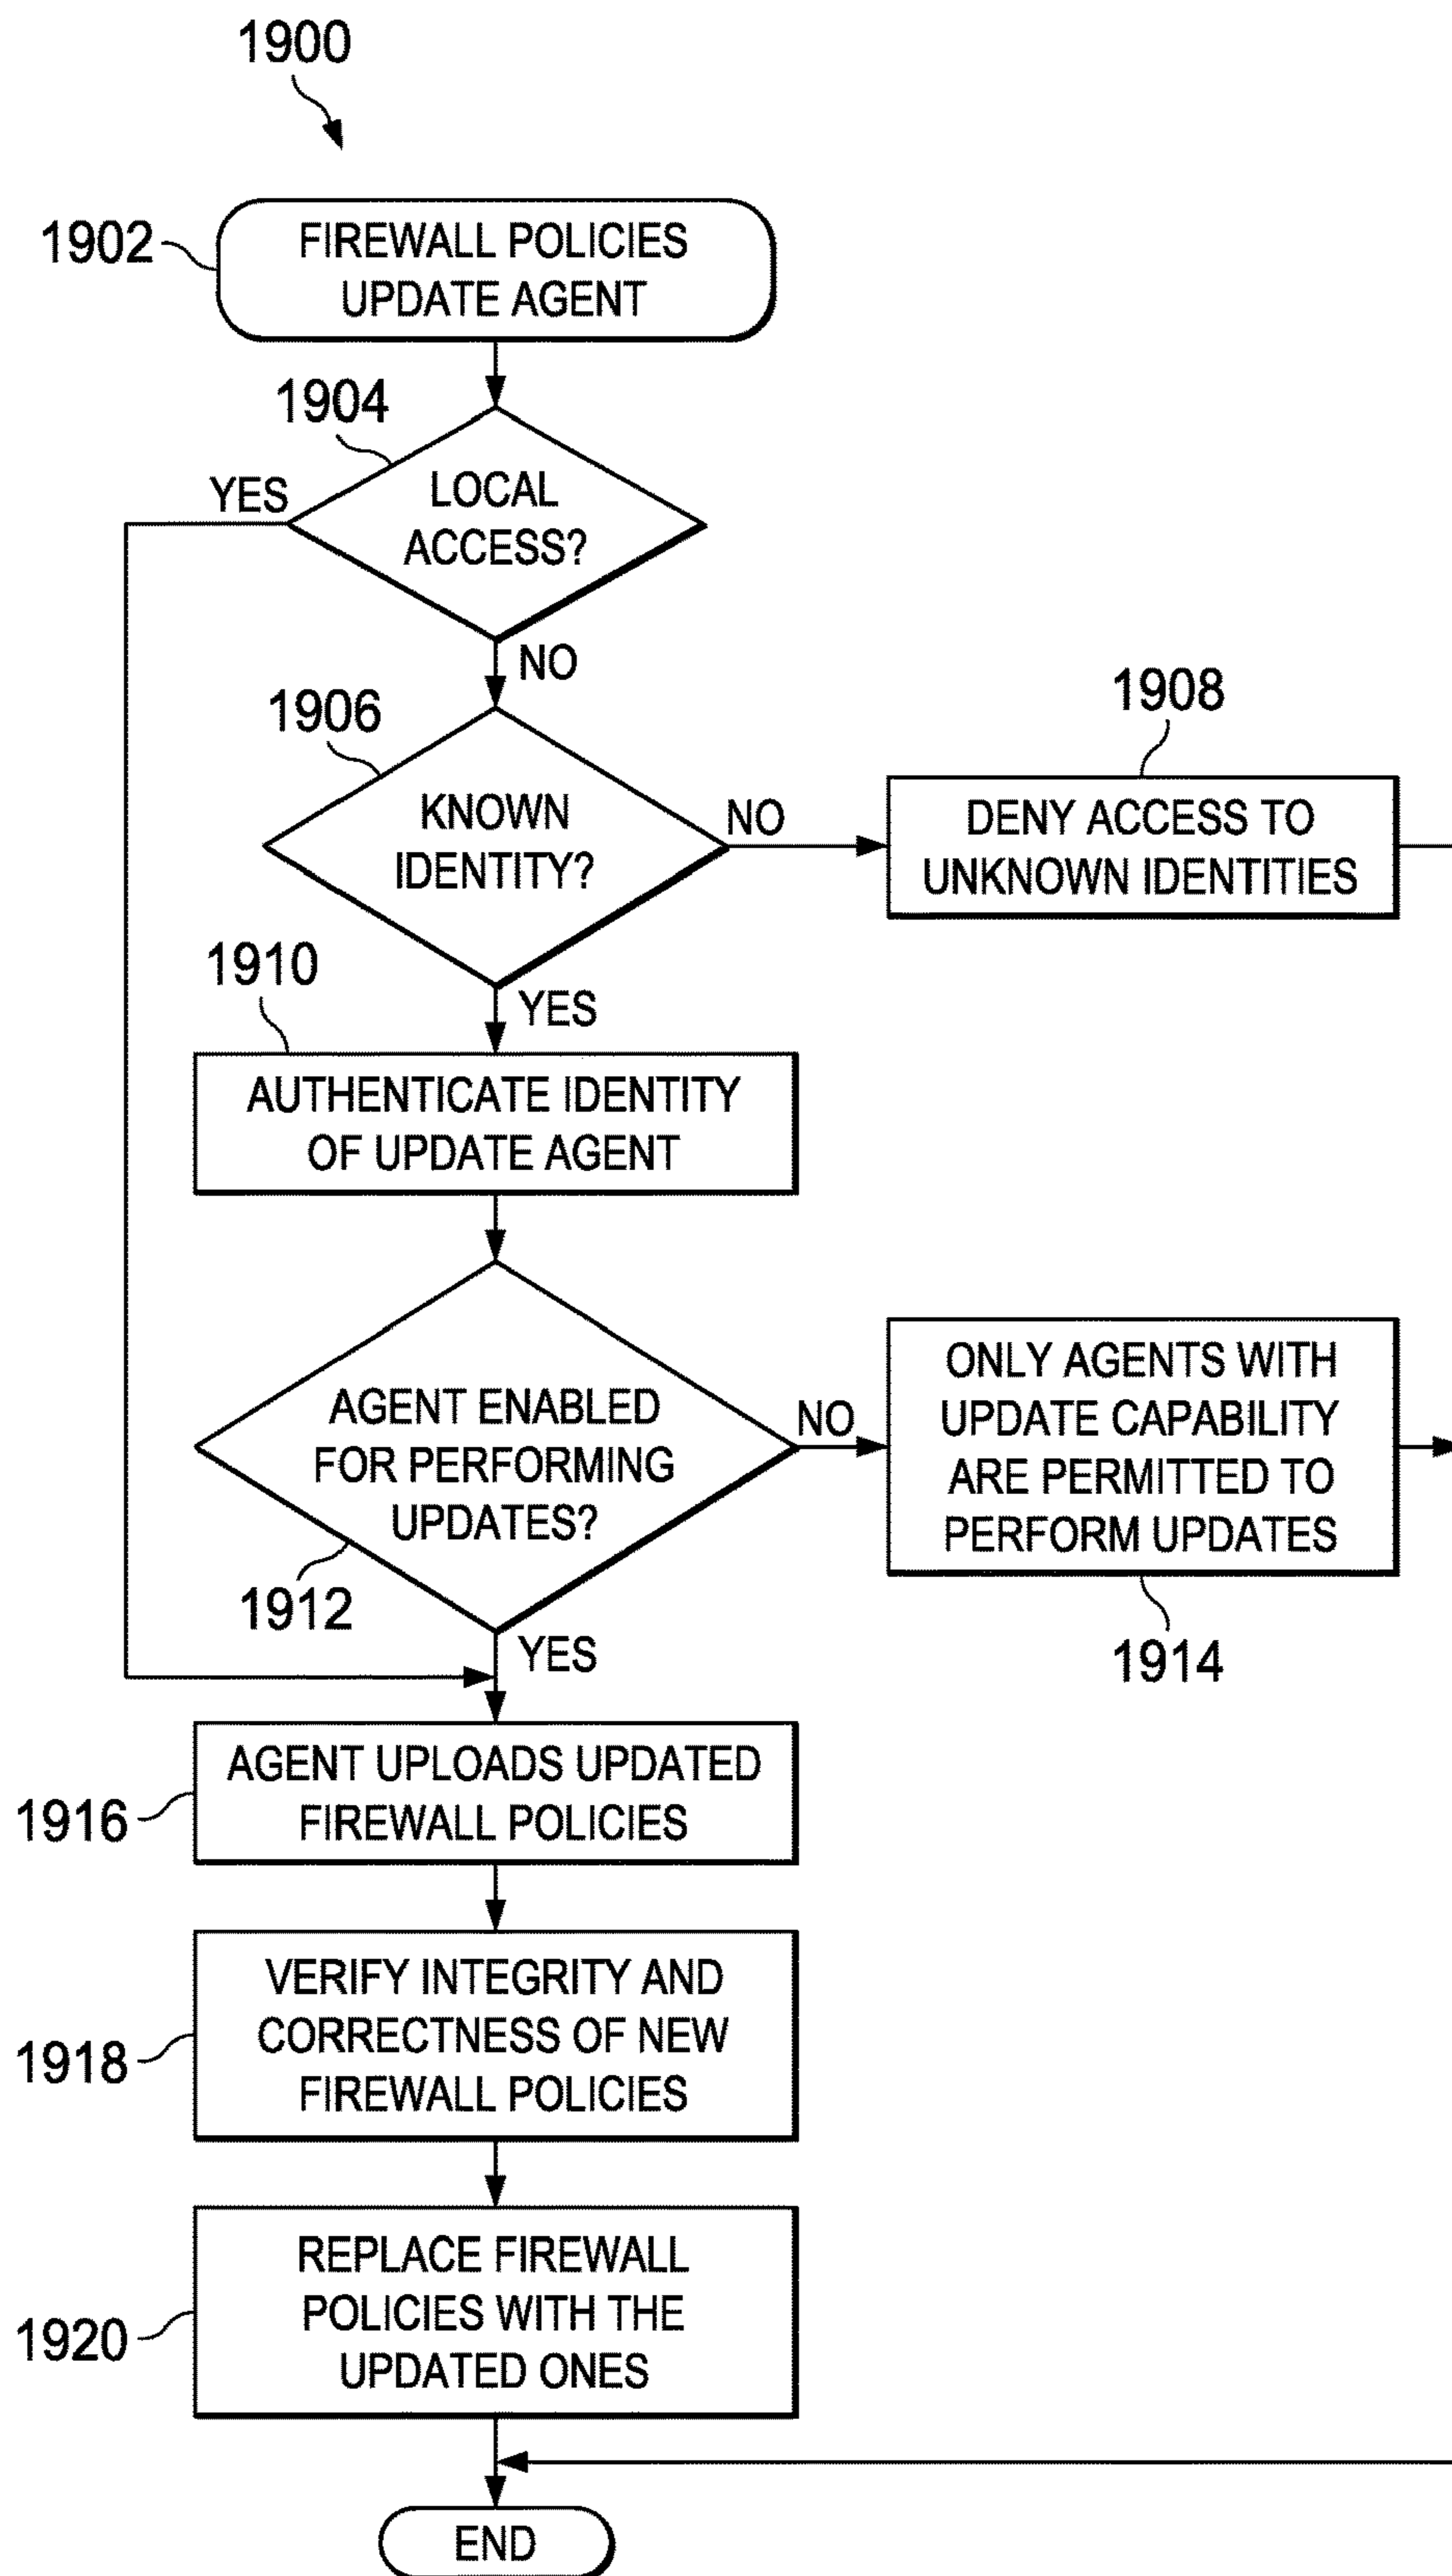 1900
1902
FIREWALL POLICIES
UPDATE AGENT
1904
YES
LOCAL
ACCESS?
NO
1906
KNOWN
IDENTITY?
NO
1908
DENY ACCESS TO
UNKNOWN IDENTITIES
YES
1910
AUTHENTICATE IDENTITY
OF UPDATE AGENT
AGENT ENABLED
FOR PERFORMING
UPDATES?
1912
NO
ONLY AGENTS WITH
UPDATE CAPABILITY
ARE PERMITTED TO
PERFORM UPDATES
1914
YES
1916
AGENT UPLOADS UPDATED
FIREWALL POLICIES
1918
VERIFY INTEGRITY AND
CORRECTNESS OF NEW
FIREWALL POLICIES
1920
REPLACE FIREWALL
POLICIES WITH THE
UPDATED ONES
END